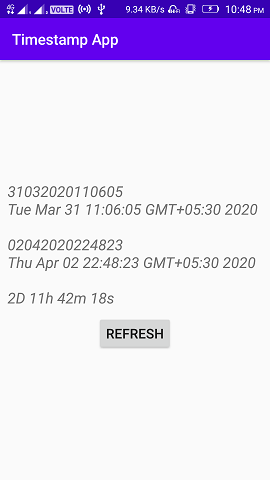 4G VOLTE 9.34 KB/s 10:48 PM
Timestamp App
31032020110605
Tue Mar 31 11:06:05 GMT+05:30 2020
02042020224823
Thu Apr 02 22:48:23 GMT+05:30 2020
2D 11h 42m 18s
REFRESH